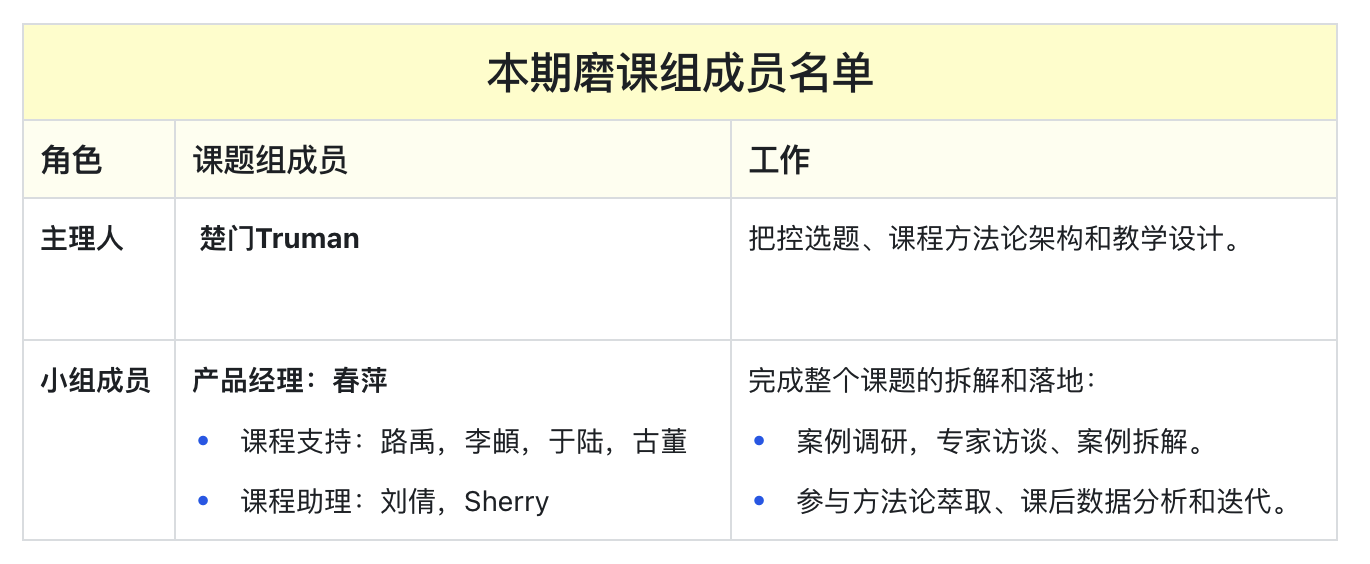 本期磨课组成员名单
角色
课题组成员
工作
主理人
楚门Truman
把控选题、课程方法论架构和教学设计。
小组成员
产品经理：春萍
课程支持：路禹，李頔，于陆，古董
课程助理：刘倩，Sherry
完成整个课题的拆解和落地：
案例调研，专家访谈、案例拆解。
参与方法论萃取、课后数据分析和迭代。